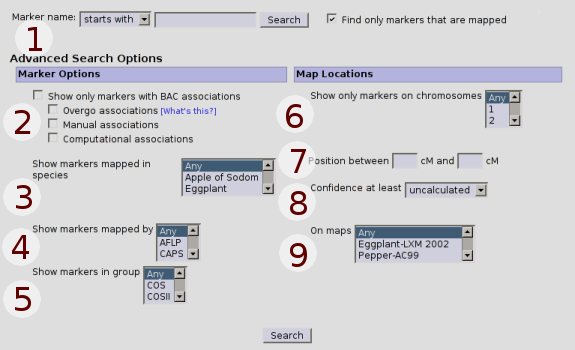 Marker name: starts with Search Find only markers that are mapped
1
Advanced Search Options
Marker Options Map Locations
Show only markers with BAC associations
2 Overgo associations [What's this?]
Manual associations
Computational associations
Show only markers on chromosomes Any
1
2
6
Show markers mapped in species
Any
Apple of Sodom
Eggplant
3
7 Position between cM and cM
8 Confidence at least uncalculated
Show markers mapped by Any
AFLP
CAPS
4
On maps Any
Eggplant-LXM 2002
Pepper-AC99
9
Show markers in group Any
COS
COSII
5
Search